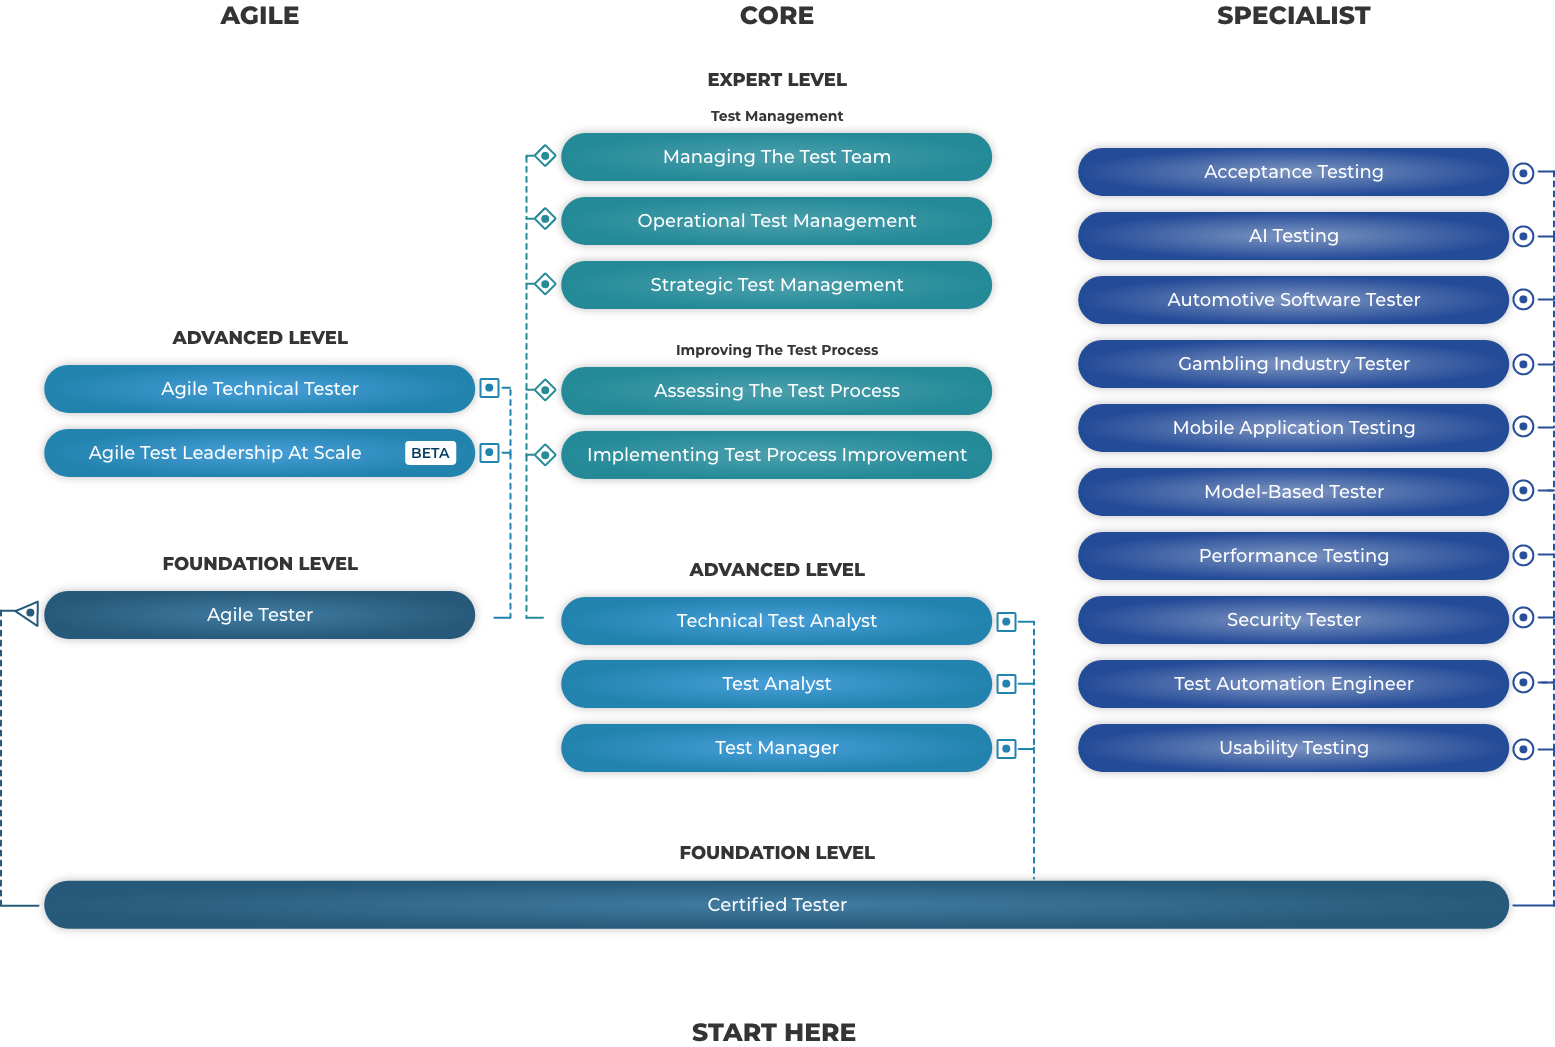 AGILE
CORE
SPECIALIST
EXPERT LEVEL
Test Management
Managing The Test Team
Operational Test Management
Strategic Test Management
Improving The Test Process
Assessing The Test Process
Implementing Test Process Improvement
ADVANCED LEVEL
Agile Technical Tester
Agile Test Leadership At Scale BETA
FOUNDATION LEVEL
Agile Tester
ADVANCED LEVEL
Technical Test Analyst
Test Analyst
Test Manager
Acceptance Testing
AI Testing
Automotive Software Tester
Gambling Industry Tester
Mobile Application Testing
Model-Based Tester
Performance Testing
Security Tester
Test Automation Engineer
Usability Testing
FOUNDATION LEVEL
Certified Tester
START HERE